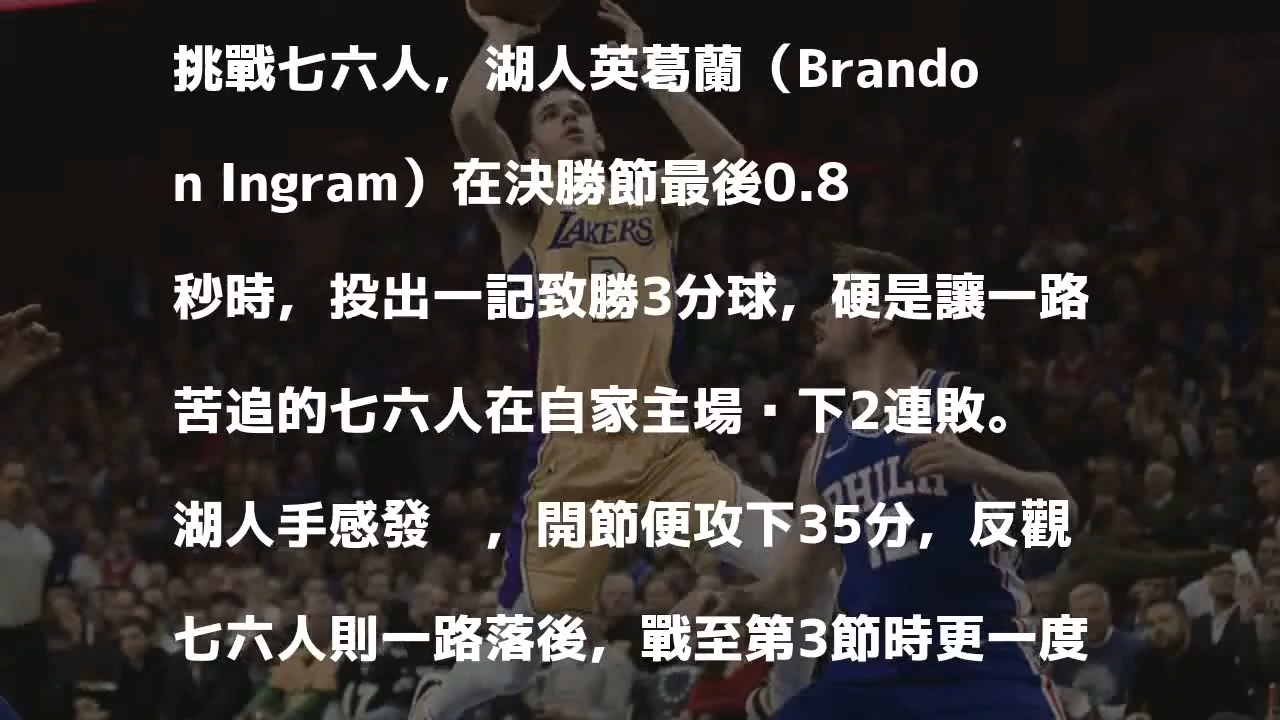 挑戰七六人，湖人英葛蘭（Brando
n Ingram）在決勝節最後0.8
秒時，投出一記致勝3分球，硬是讓一路
苦追的七六人在自家主場▪下2連敗。
湖人手感發　，開節便攻下35分，反觀
七六人則一路落後，戰至第3節時更一度
LAKERS
2
PHILA